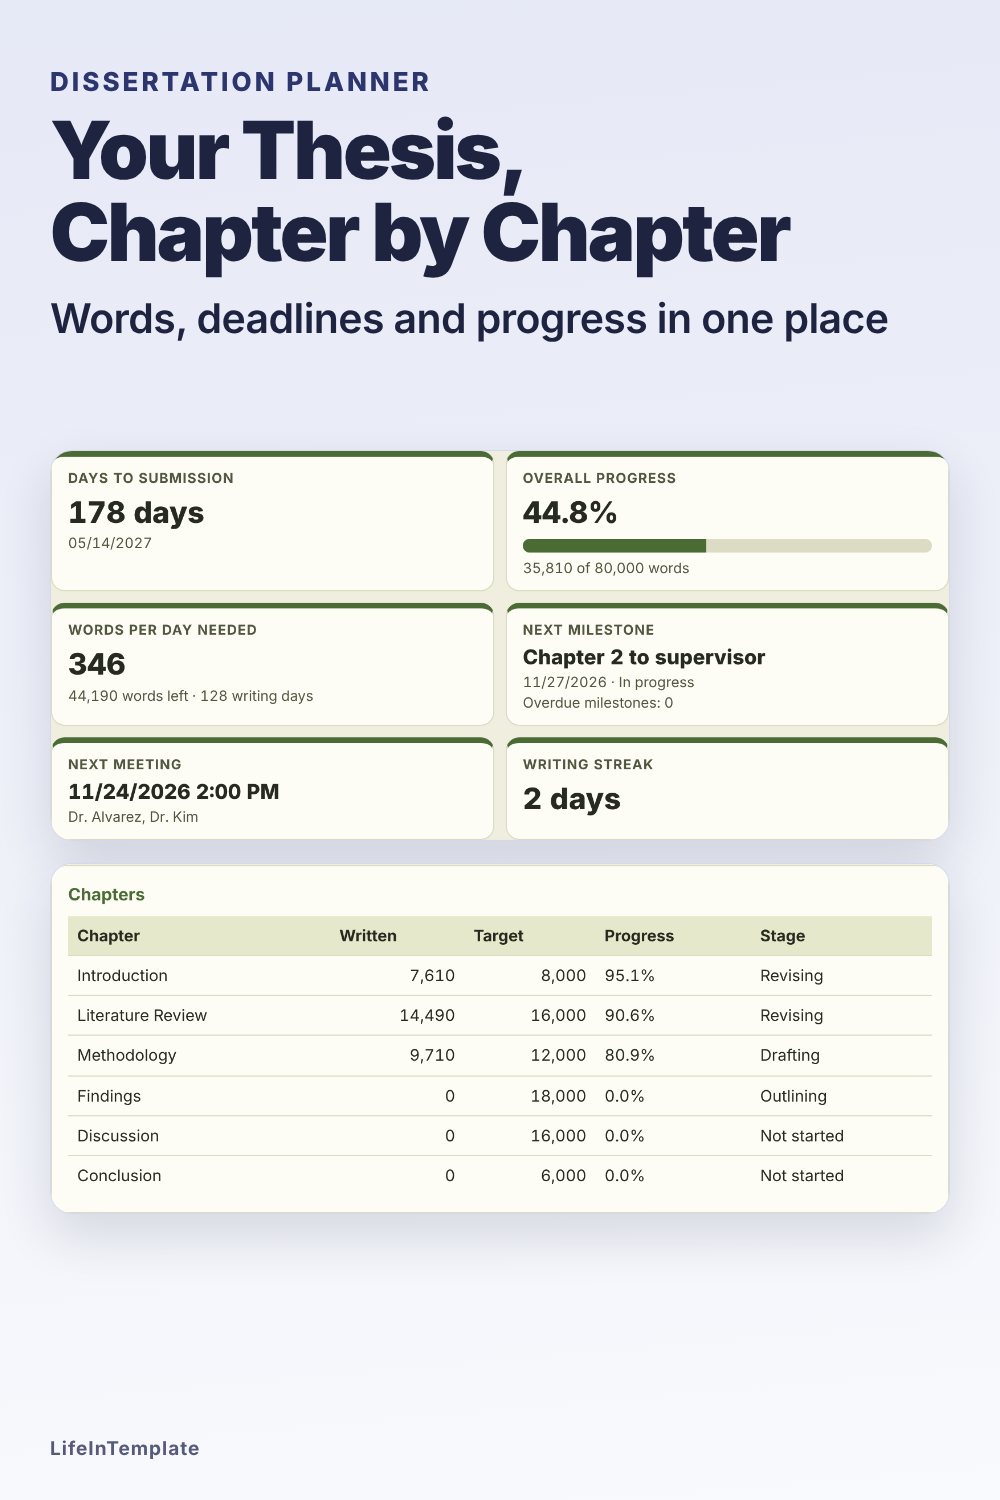 DISSERTATION PLANNER
Your Thesis,
Chapter by Chapter
Words, deadlines and progress in one place
DAYS TO SUBMISSION
178 days
05/14/2027
OVERALL PROGRESS
44.8%
35,810 of 80,000 words
WORDS PER DAY NEEDED
346
44,190 words left · 128 writing days
NEXT MILESTONE
Chapter 2 to supervisor
11/27/2026 · In progress
Overdue milestones: 0
NEXT MEETING
11/24/2026 2:00 PM
Dr. Alvarez, Dr. Kim
WRITING STREAK
2 days
Chapters
Chapter Written Target Progress Stage
Introduction 7,610 8,000 95.1% Revising
Literature Review 14,490 16,000 90.6% Revising
Methodology 9,710 12,000 80.9% Drafting
Findings 0 18,000 0.0% Outlining
Discussion 0 16,000 0.0% Not started
Conclusion 0 6,000 0.0% Not started
LifeInTemplate